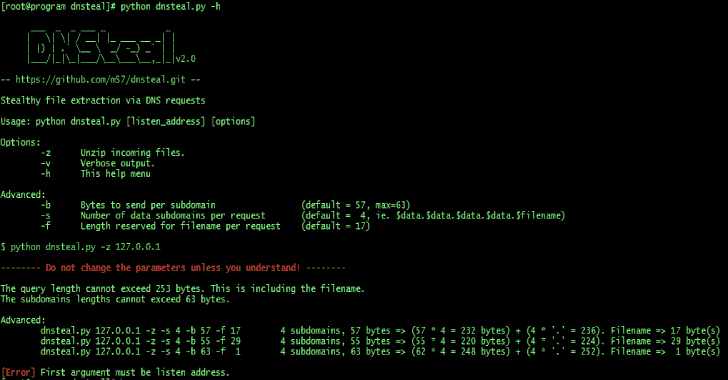 [root@program dnsteal]# python dnsteal.py -h
DNSteal v2.0
-- https://github.com/m57/dnsteal.git --
Stealthy file extraction via DNS requests
Usage: python dnsteal.py [listen_address] [options]
Options:
-z Unzip incoming files.
-v Verbose output.
-h This help menu
Advanced:
-b Bytes to send per subdomain (default = 57, max=63)
-s Number of data subdomains per request (default = 4, ie. $data.$data.$data.$data.$filename)
-f Length reserved for filename per request (default = 17)
$ python dnsteal.py -z 127.0.0.1
-------- Do not change the parameters unless you understand! --------
The query length cannot exceed 253 bytes. This is including the filename.
The subdomains lengths cannot exceed 63 bytes.
Advanced:
dnsteal.py 127.0.0.1 -z -s 4 -b 57 -f 17 4 subdomains, 57 bytes => (57 * 4 = 232 bytes) + (4 * '.' = 236). Filename => 17 byte(s)
dnsteal.py 127.0.0.1 -z -s 4 -b 55 -f 29 4 subdomains, 55 bytes => (55 * 4 = 220 bytes) + (4 * '.' = 224). Filename => 29 byte(s)
dnsteal.py 127.0.0.1 -z -s 4 -b 63 -f 1 4 subdomains, 63 bytes => (62 * 4 = 248 bytes) + (4 * '.' = 252). Filename => 1 byte(s)
[Error] First argument must be listen address.